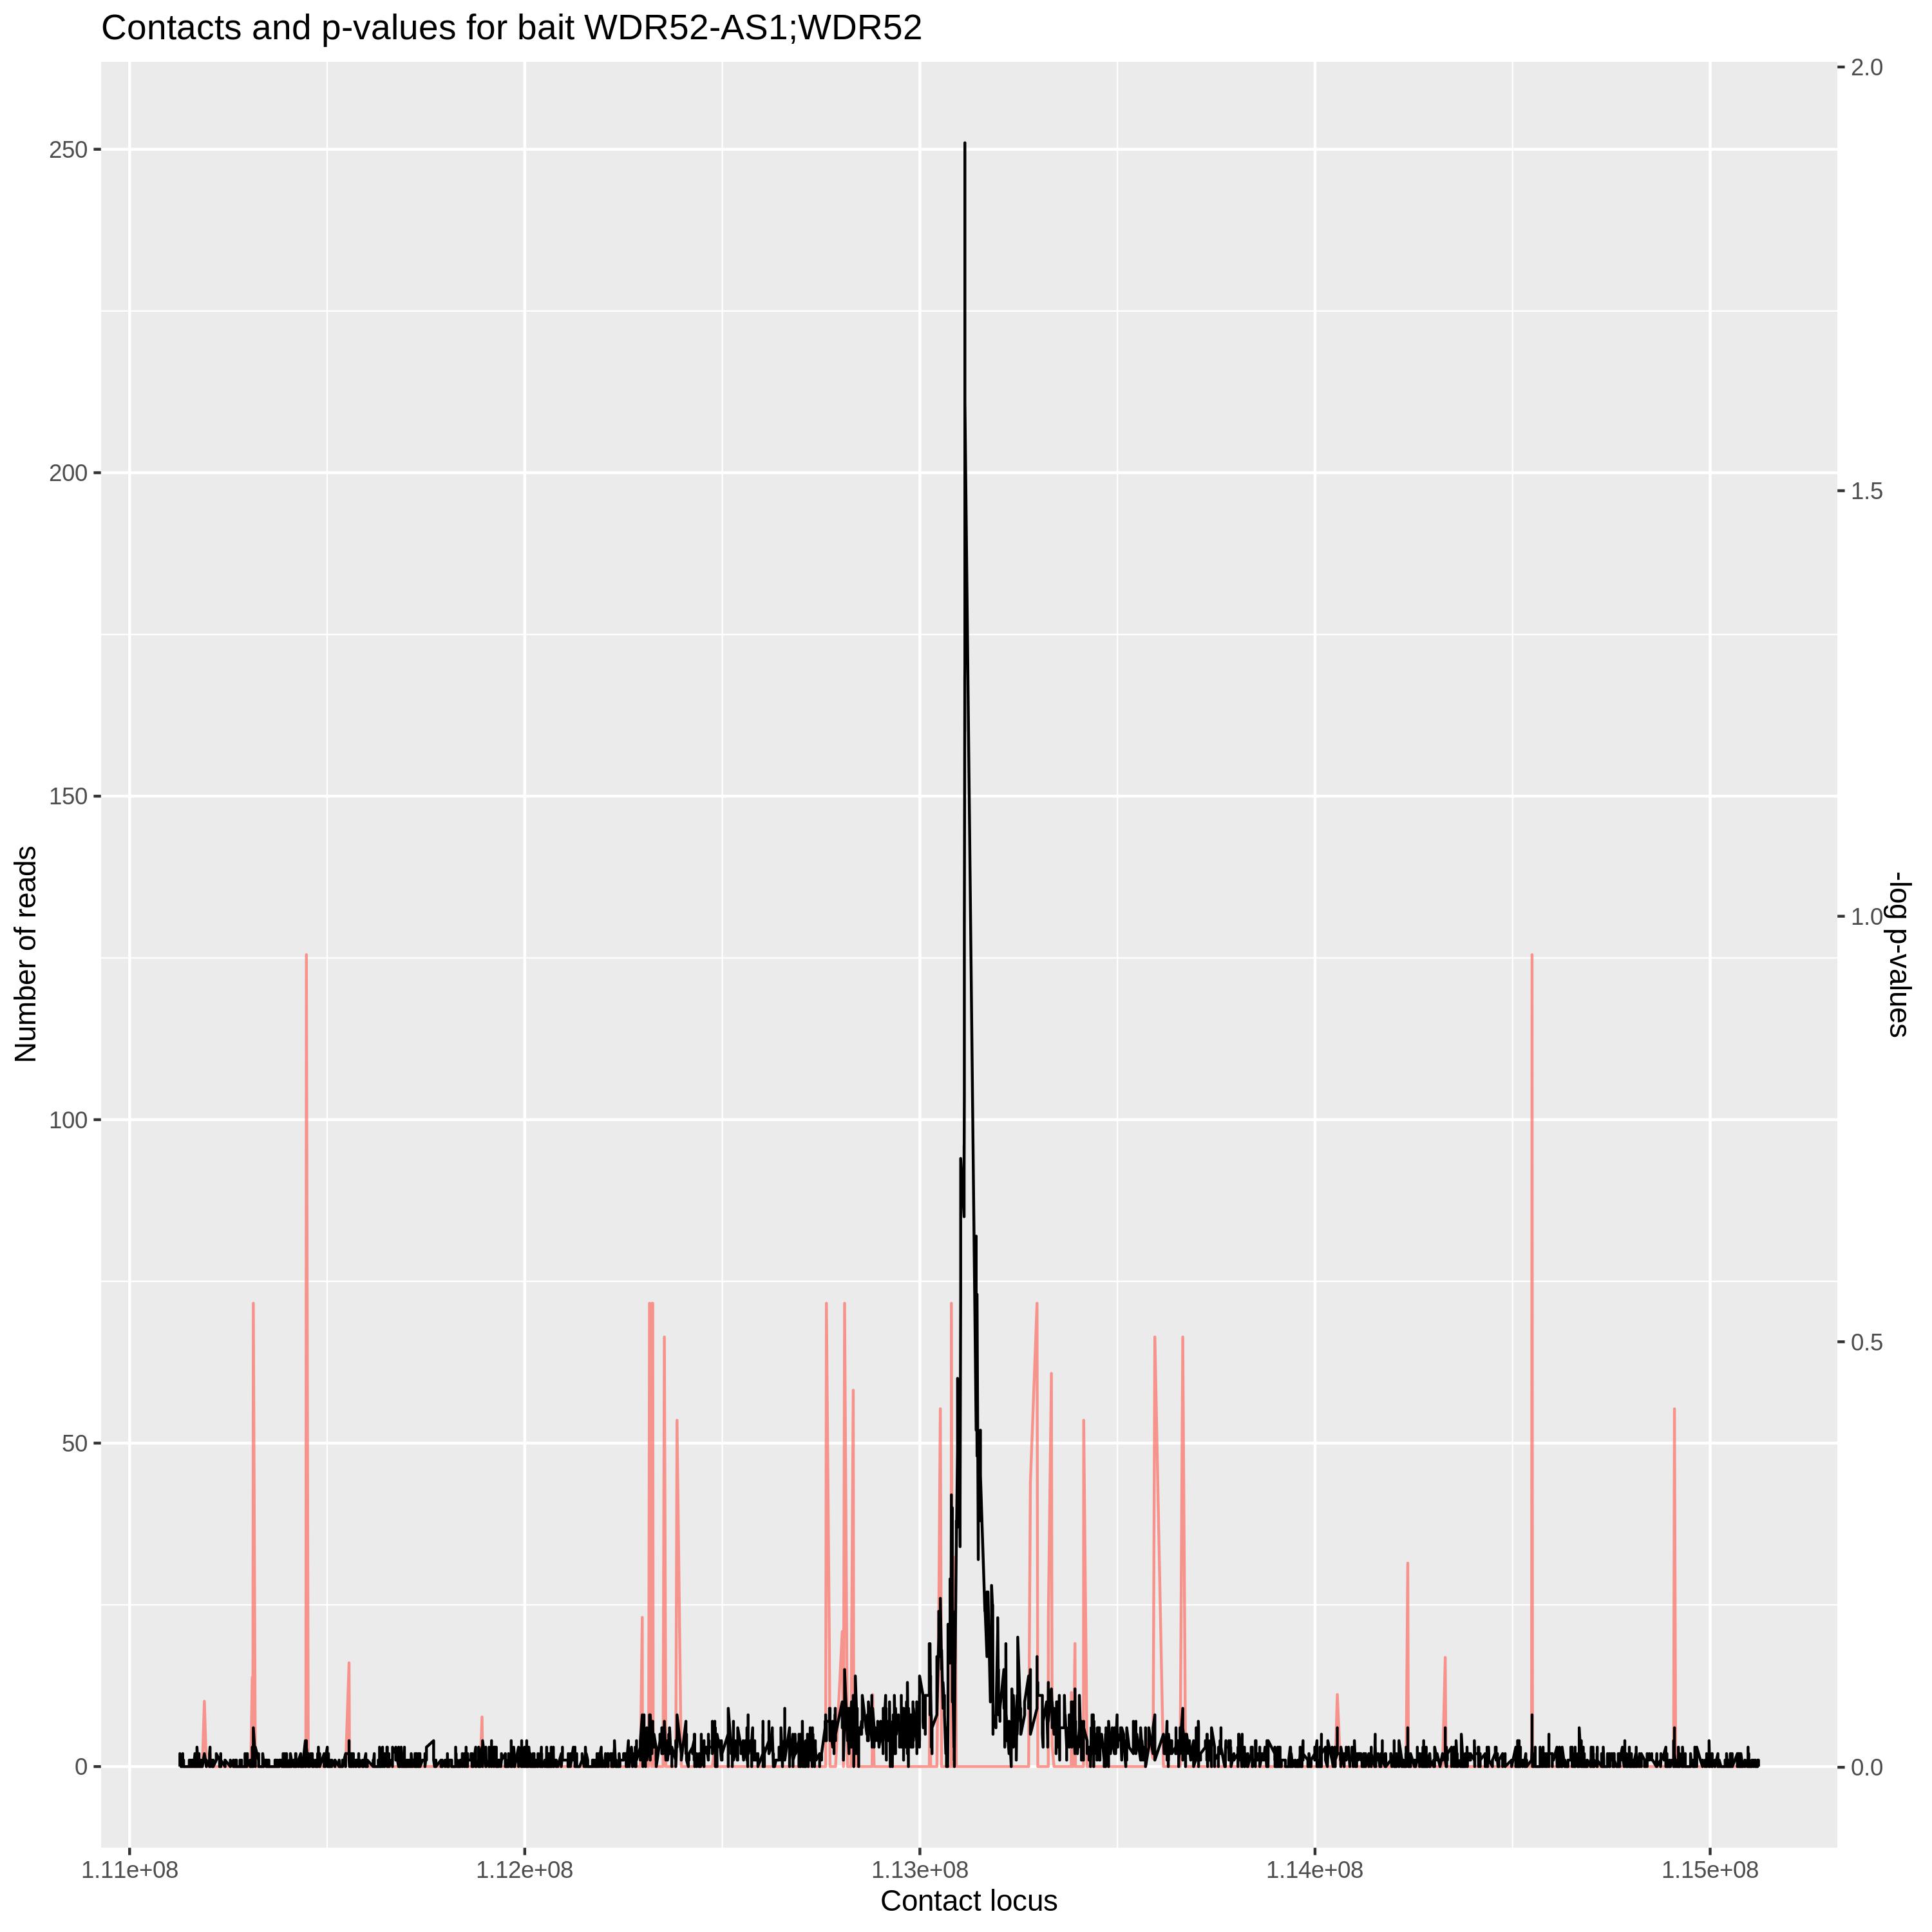 Contacts and p-values for bait WDR52-AS1;WDR52
2.0
250
200
1.5
150
Number of reads
1.0
-log p-values
100
0.5
50
0
0.0
1.11e+08
1.12e+08
1.13e+08
1.14e+08
1.15e+08
Contact locus